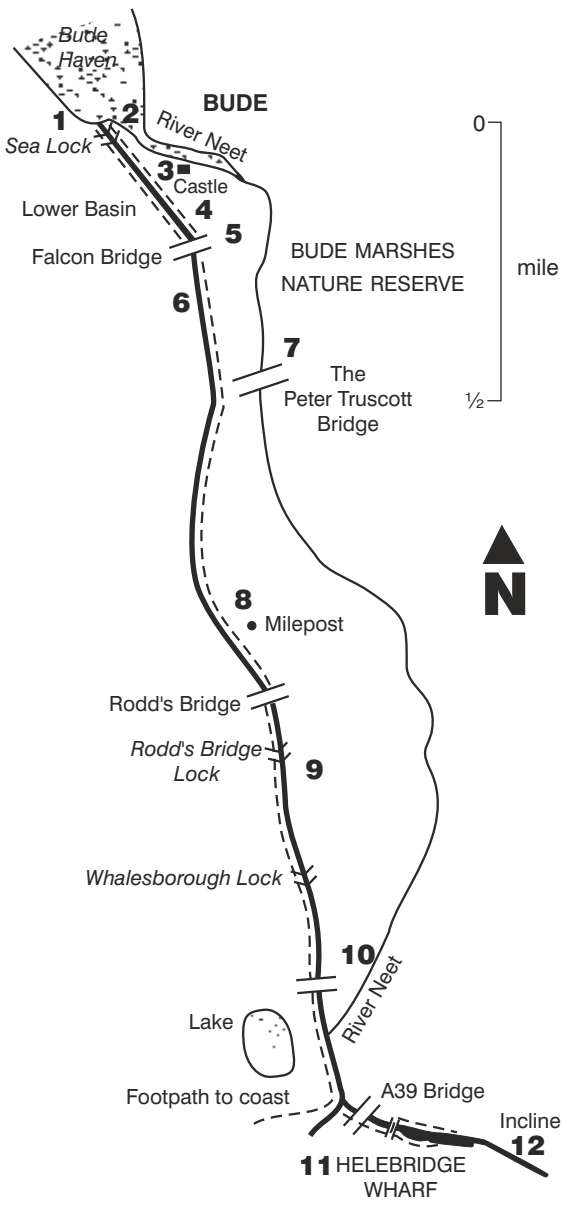 Bude
Haven
BUDE
1
2
River Neet
0
Sea Lock
3
Castle
Lower Basin
4
5
Falcon Bridge
BUDE MARSHES
NATURE RESERVE
mile
6
7
The
Peter Truscott
Bridge
½
N
8
Milepost
Rodd's Bridge
Rodd's Bridge
Lock
9
Whalesborough Lock
10
River Neet
Lake
Footpath to coast
A39 Bridge
Incline
12
11 HELEBRIDGE
WHARF